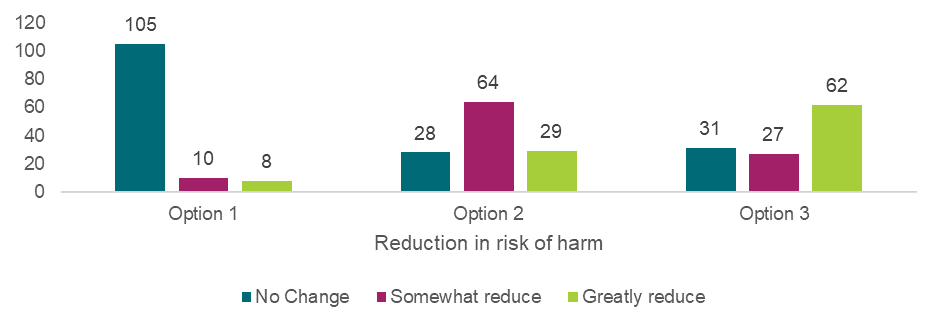 120
100
80
60
40
20
0
105
10
8
28
64
29
31
27
62
Option 1
Option 2
Option 3
Reduction in risk of harm
No Change
Somewhat reduce
Greatly reduce